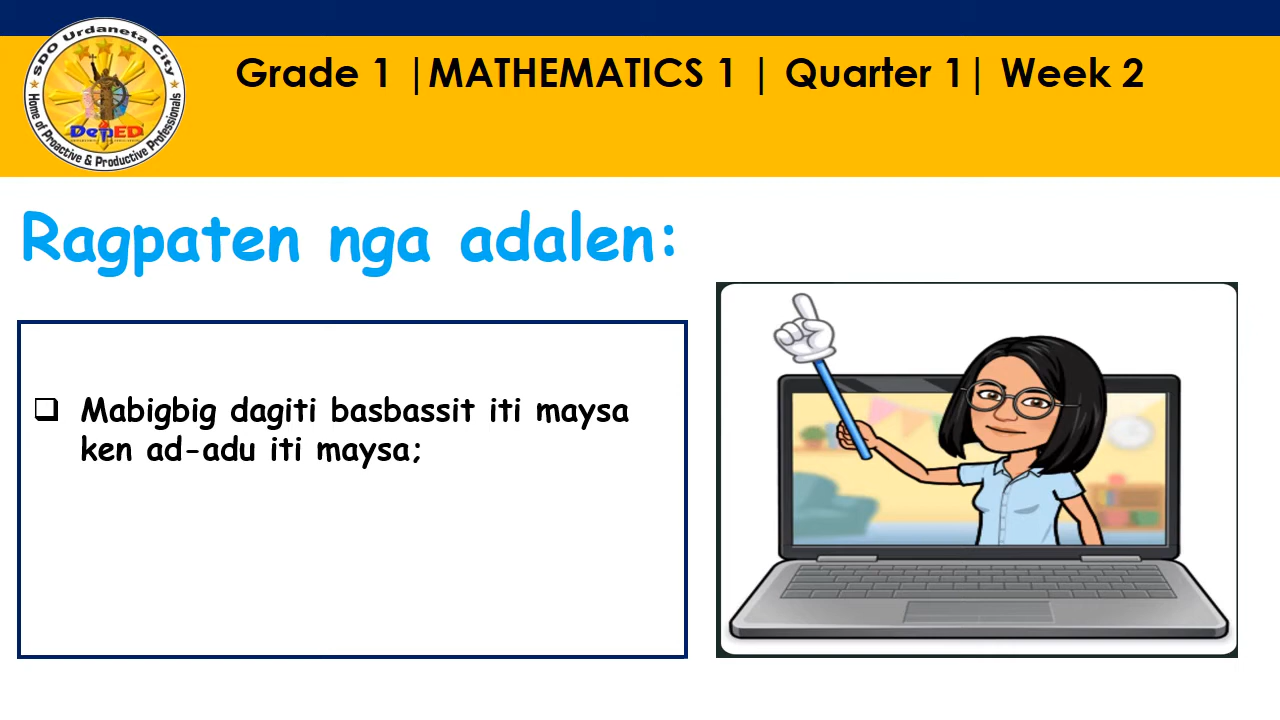 SDO Urdaneta City
DepED
Home of Proactive & Productive Professionals
Grade 1 |MATHEMATICS 1 | Quarter 1| Week 2
Ragpaten nga adalen:
❑ Mabigbig dagiti basbassit iti maysa
ken ad-adu iti maysa;